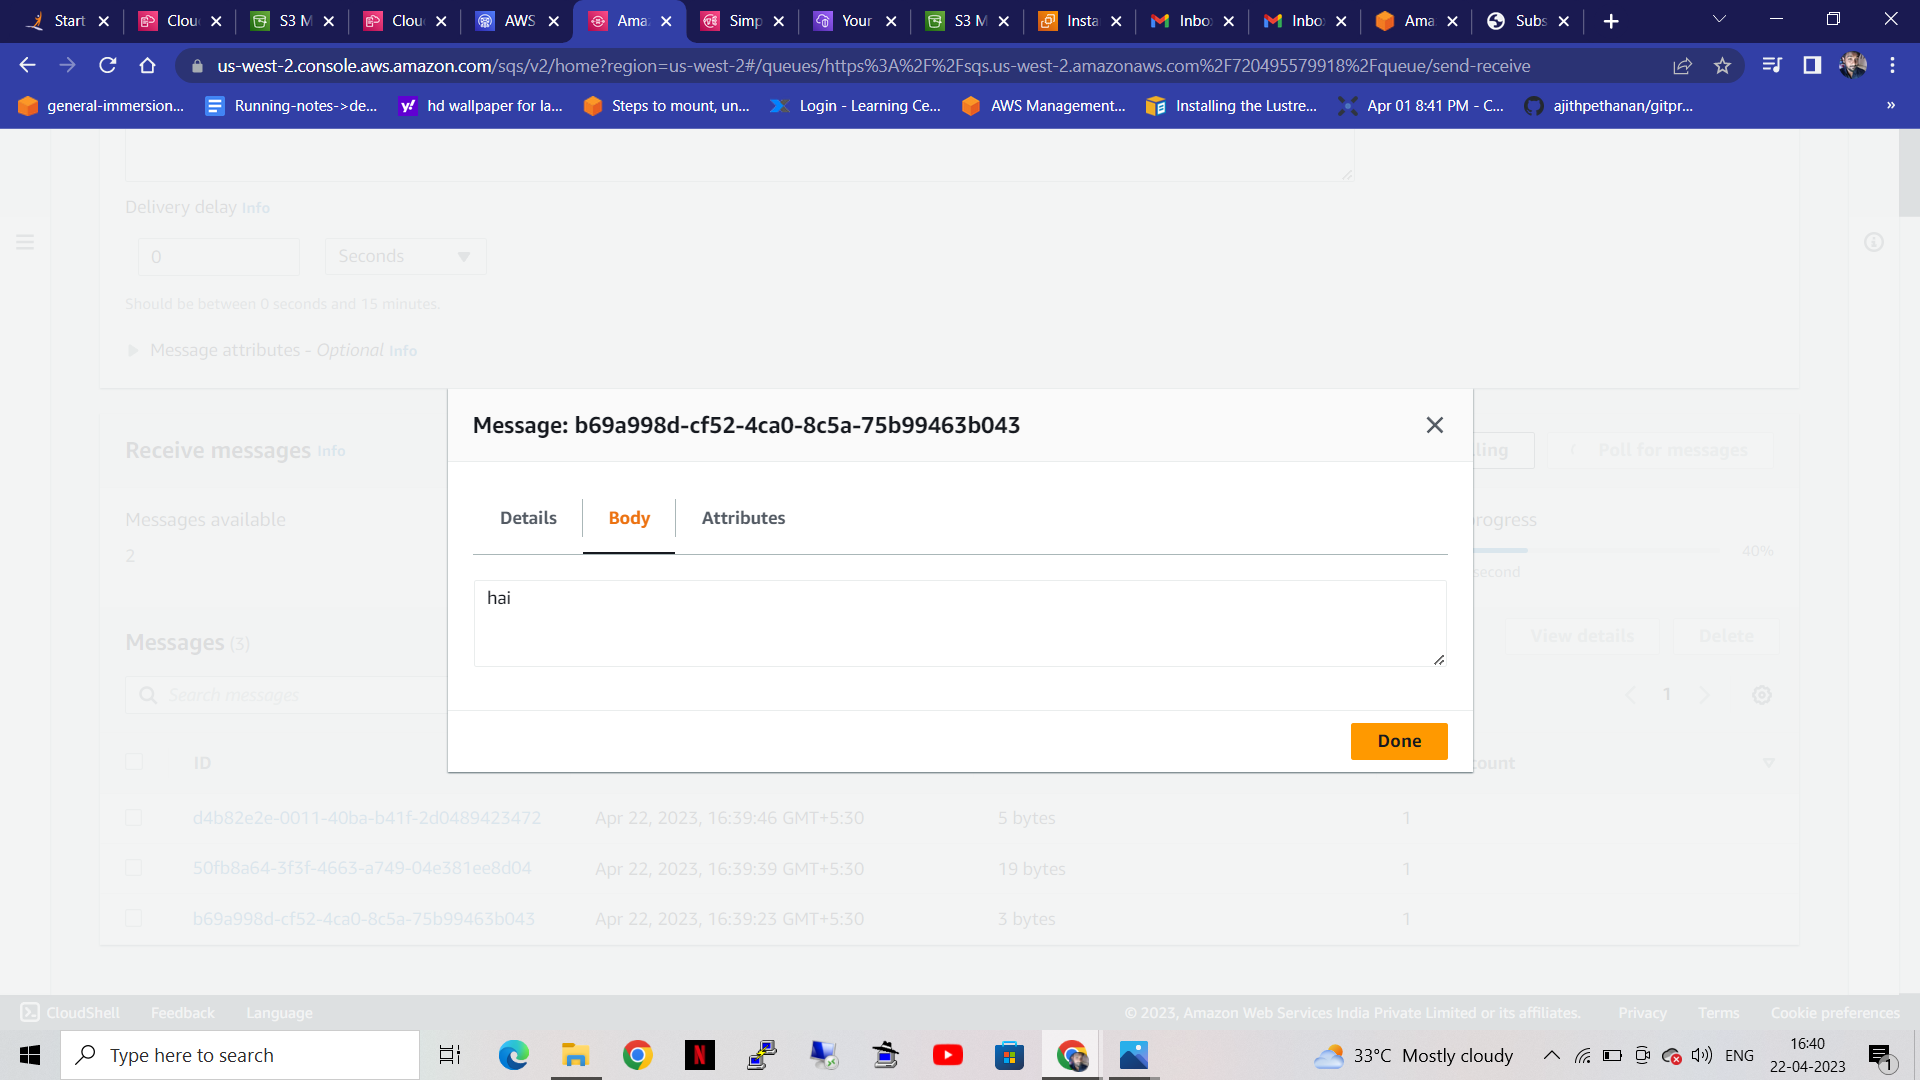 Start
Clou
S3 M
Clou
AWS
Amaz
Simp
Your
S3 M
Insta
Inbo
Inbo
Ama
Subs
us-west-2.console.aws.amazon.com/sqs/v2/home?region=us-west-2#/queues/https%3A%2F%2Fsqs.us-west-2.amazonaws.com%2F720495579918%2Fqueue/send-receive
general-immersion...
Running-notes->de...
hd wallpaper for la...
Steps to mount, un...
Login - Learning Ce...
AWS Management...
Installing the Lustre...
Apr 01 8:41 PM - C...
ajithpethanan/gitpr...
»
Delivery delay Info
0
Seconds
Should be between 0 seconds and 15 minutes.
Message attributes - Optional Info
Message: b69a998d-cf52-4ca0-8c5a-75b99463b043
Receive messages Info
ling
Poll for messages
Details
Body
Attributes
Messages available
rogress
2
40%
second
hai
Messages (3)
View details
Delete
Search messages
1
Done
ID
ount
d4b82e2e-0011-40ba-b41f-2d0489423472 Apr 22, 2023, 16:39:46 GMT+5:30 5 bytes 1
50fb8a64-3f3f-4663-a749-04e381ee8d04 Apr 22, 2023, 16:39:39 GMT+5:30 19 bytes 1
b69a998d-cf52-4ca0-8c5a-75b99463b043 Apr 22, 2023, 16:39:23 GMT+5:30 3 bytes 1
CloudShell
Feedback
Language
© 2023, Amazon Web Services India Private Limited or its affiliates.
Privacy
Terms
Cookie preferences
Type here to search
33°C Mostly cloudy
ENG
16:40
22-04-2023
1